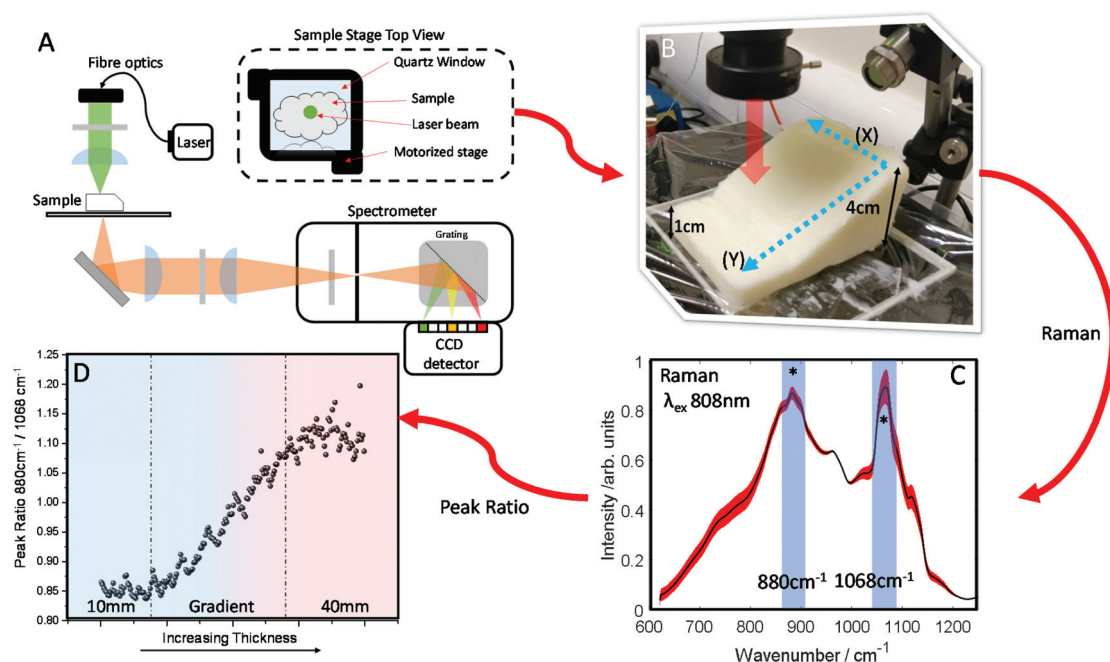 A
Fibre optics
Laser
Sample
Sample Stage Top View
Quartz Window
Sample
Laser beam
Motorized stage
Spectrometer
Grating
CCD
detector
B
(X)
(Y)
1cm
4cm
Raman
C
Raman
λex 808nm
*
*
880cm-1
1068cm-1
Intensity /arb. units
1
0.8
0.6
0.4
0.2
0
600
700
800
900
1000
1100
1200
Wavenumber / cm-1
Peak Ratio
D
Peak Ratio 880cm-1 / 1068 cm-1
1.25
1.20
1.15
1.10
1.05
1.00
0.95
0.90
0.85
0.80
10mm
Gradient
40mm
Increasing Thickness